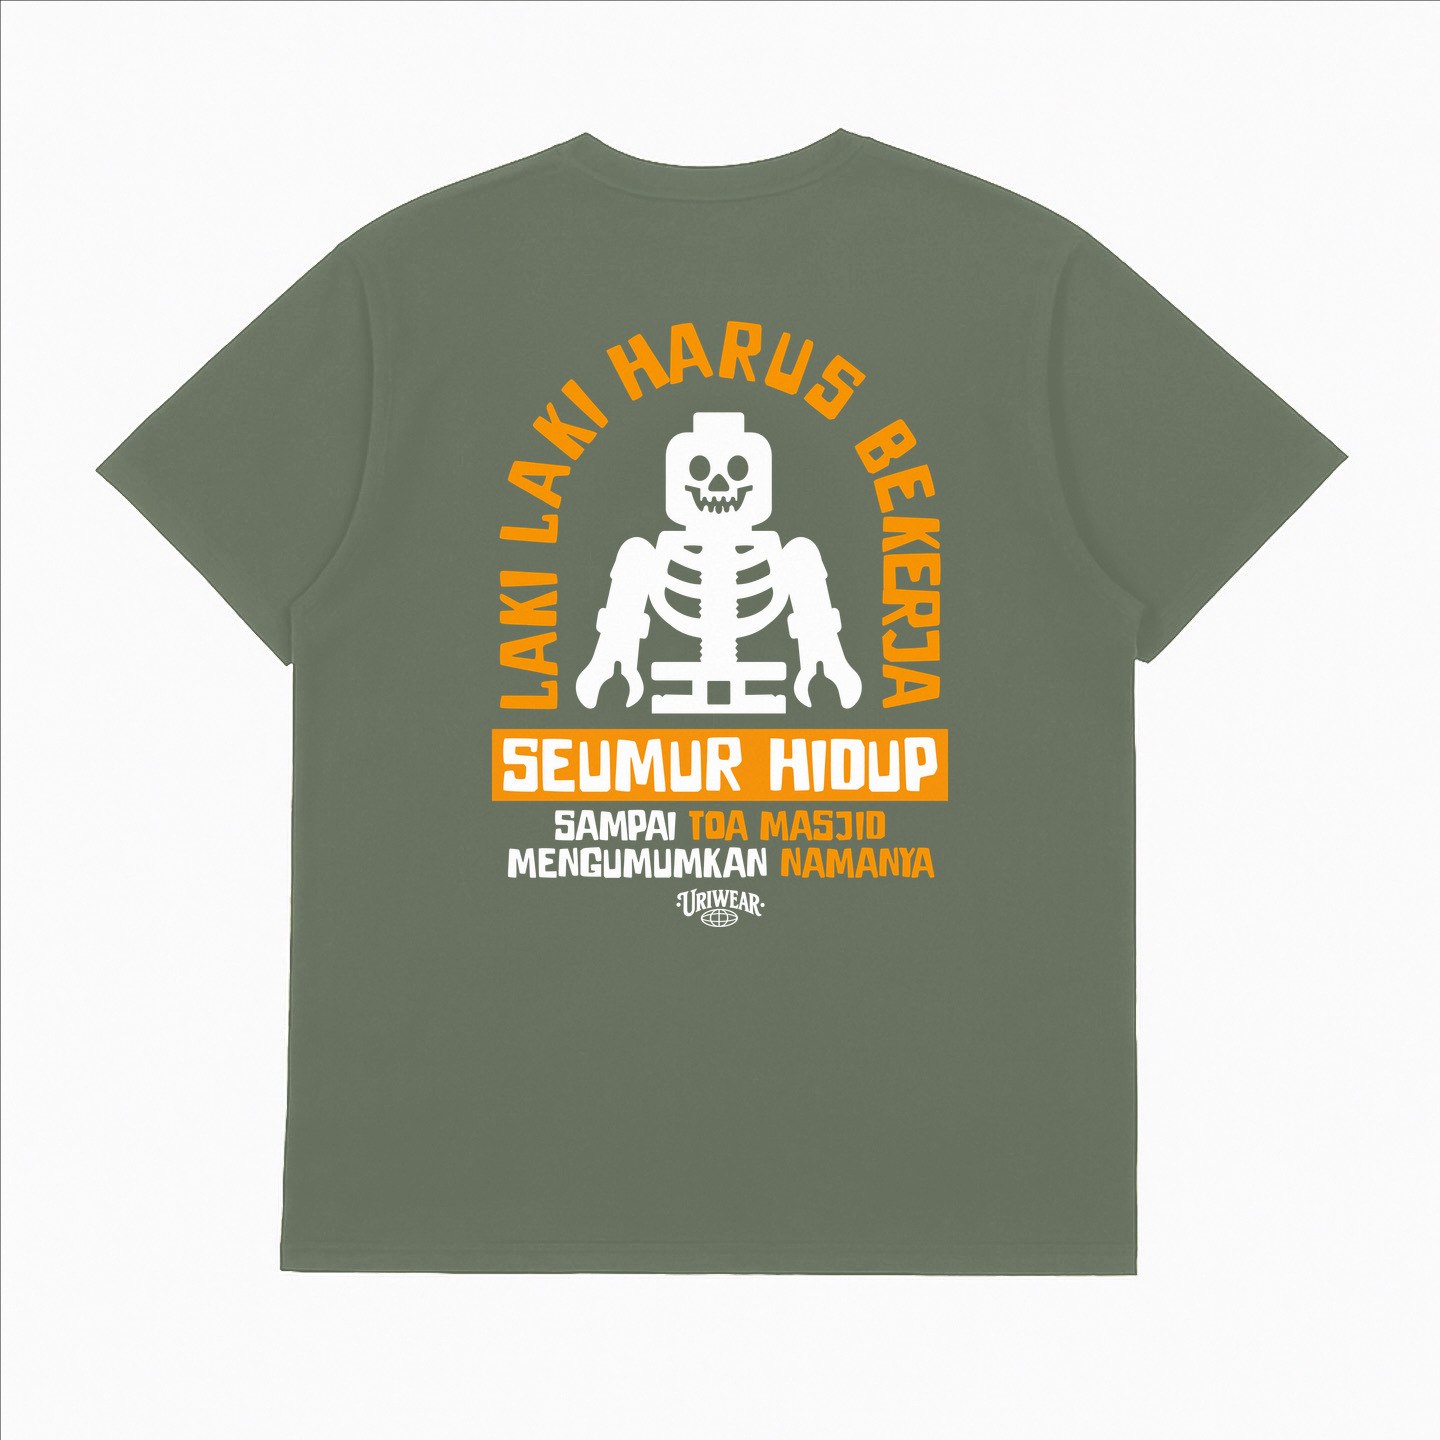 LAKI LAKI HARUS BEKERJA
SEUMUR HIDUP
SAMPAI TOA MASJID
MENGUMUMKAN NAMANYA
URIWEAR